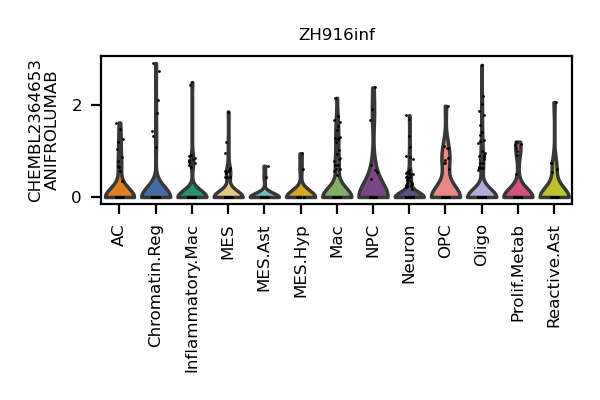 ZH916inf
CHEMBL2364653
ANIFROLUMAB
2
0
AC
Chromatin.Reg
Inflammatory.Mac
MES
MES.Ast
MES.Hyp
Mac
NPC
Neuron
OPC
Oligo
Prolif.Metab
Reactive.Ast